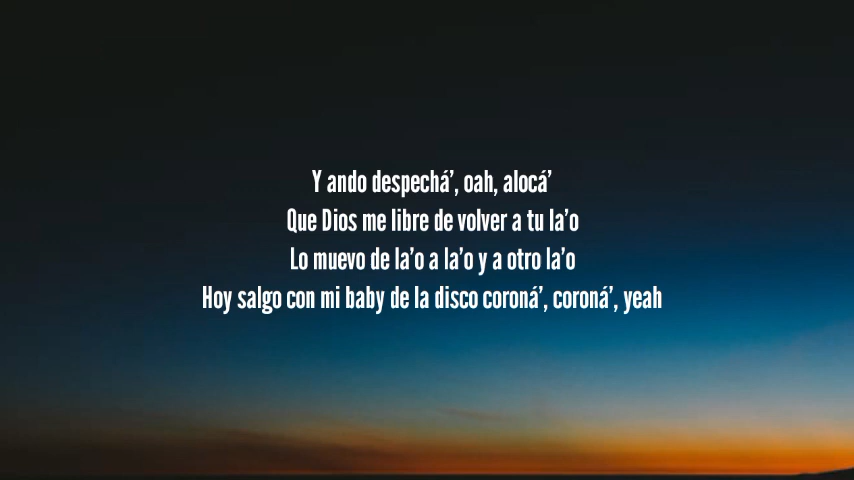 Y ando despechá', oah, alocá'
Que Dios me libre de volver a tu la'o
Lo muevo de la'o a la'o y a otro la'o
Hoy salgo con mi baby de la disco coroná', coroná', yeah